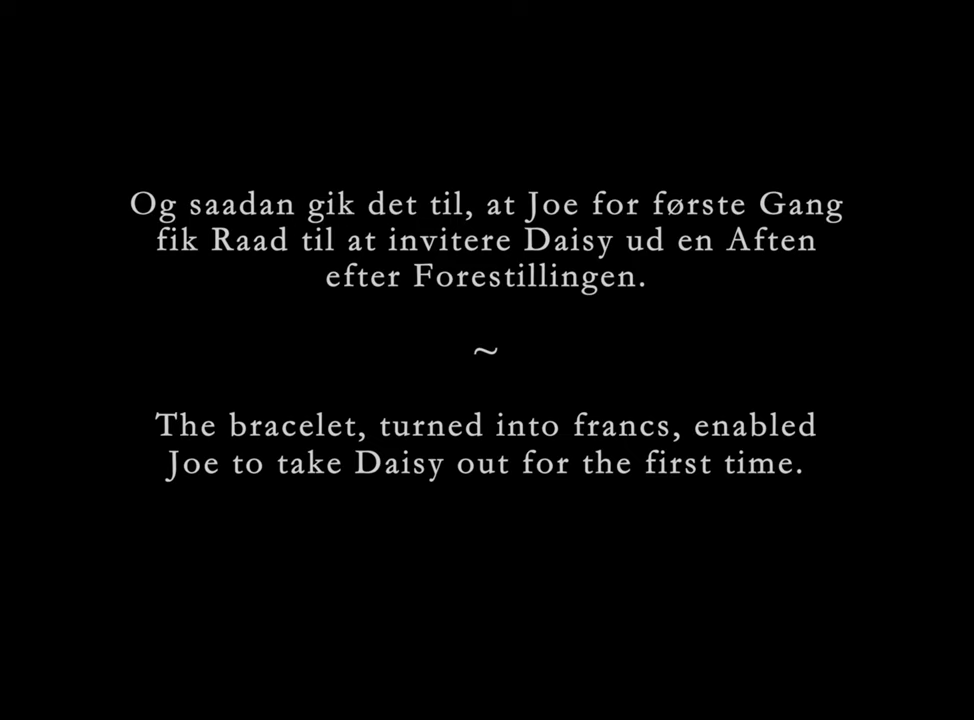 Og saadan gik det til, at Joe for første Gang
fik Raad til at invitere Daisy ud en Aften
efter Forestillingen.
~
The bracelet, turned into francs, enabled
Joe to take Daisy out for the first time.